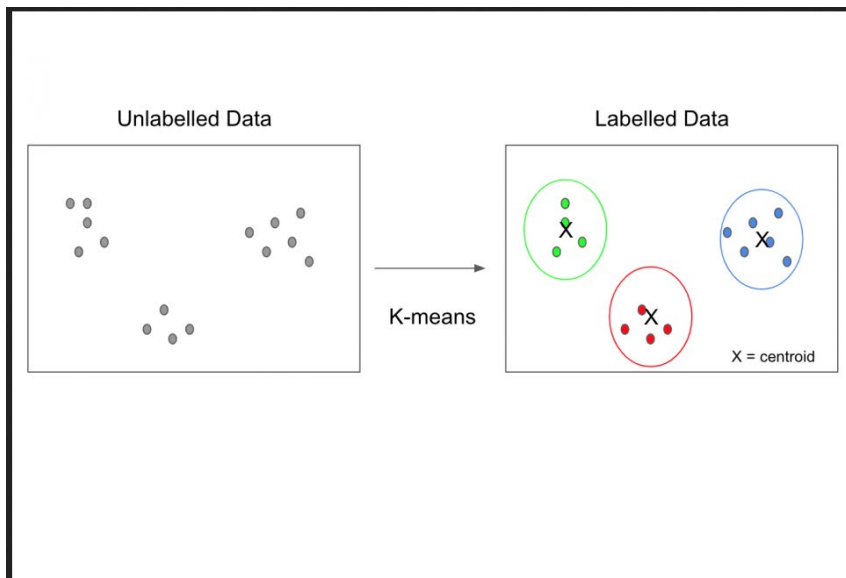 Unlabelled Data
Labelled Data
K-means
X
X
X
X = centroid